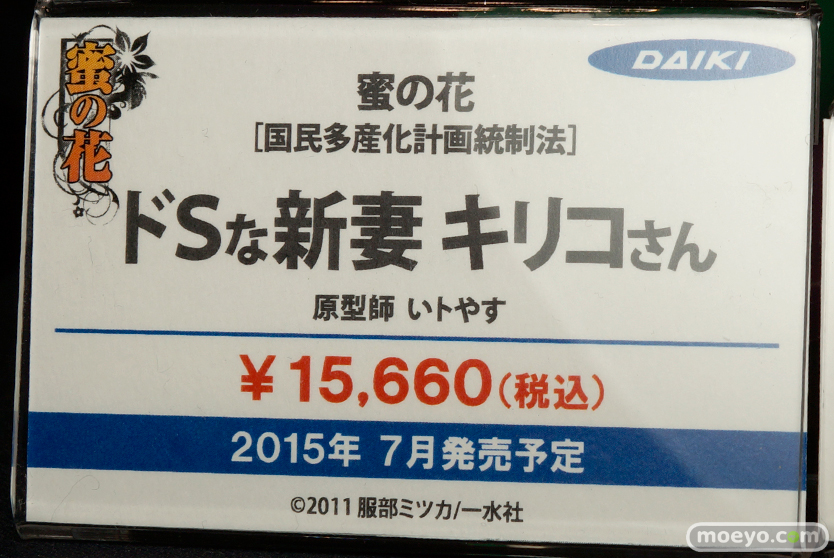 DAIKI
蜜の花
蜜の花
[国民多産化計画統制法]
ドSな新妻 キリコさん
原型師 いトやす
￥15,660(税込)
2015年 7月発売予定
©2011 服部ミツカ/一水社
moeyo.com